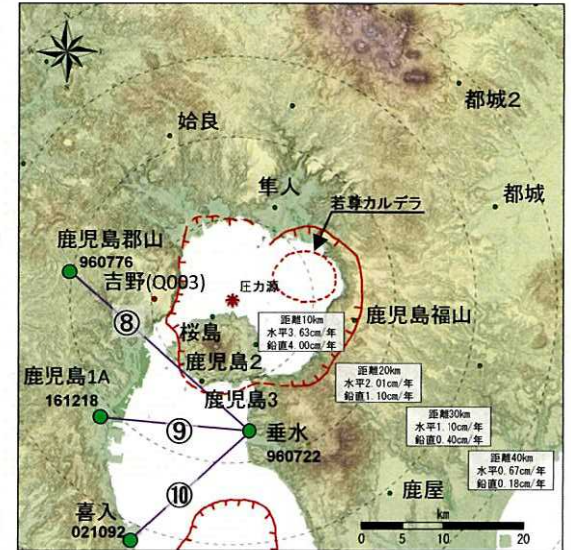 都城2
姶良
隼人
都城
若尊カルデラ
鹿児島郡山
960776
吉野(Q003)
圧力源
⑧
距離10km
水平3.63cm/年
鉛直4.00cm/年
鹿児島福山
桜島
鹿児島2
距離20km
水平2.01cm/年
鉛直1.10cm/年
鹿児島1A
161218
鹿児島3
⑨
垂水
960722
距離30km
水平1.10cm/年
鉛直0.40cm/年
距離40km
水平0.67cm/年
鉛直0.18cm/年
⑩
鹿屋
喜入
021092
km
0 5 10 20